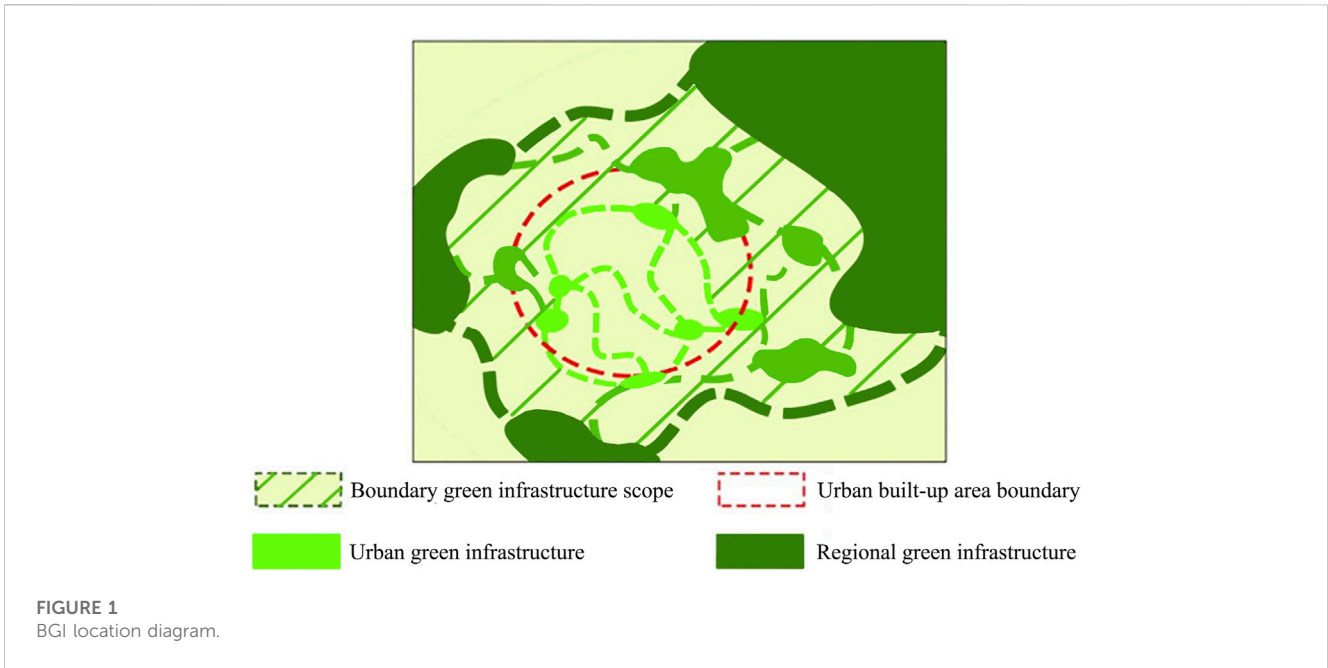 Boundary green infrastructure scope
Urban built-up area boundary
Urban green infrastructure
Regional green infrastructure
FIGURE 1
BGI location diagram.